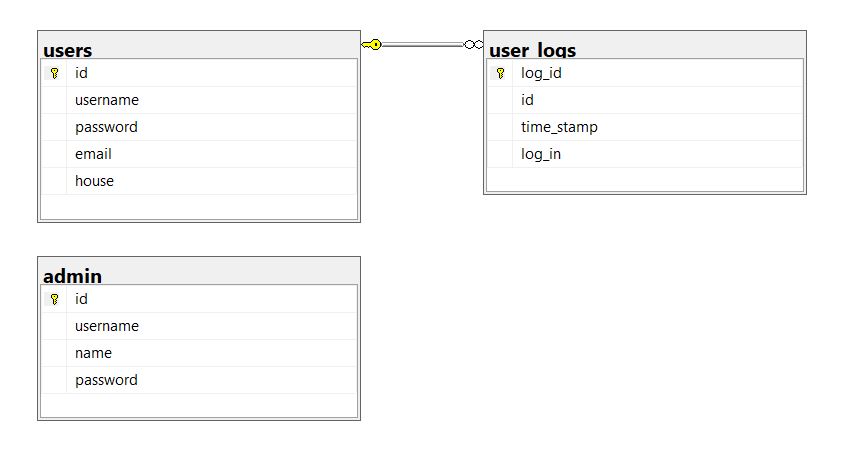 users
id
username
password
email
house
user_logs
log_id
id
time_stamp
log_in
admin
id
username
name
password